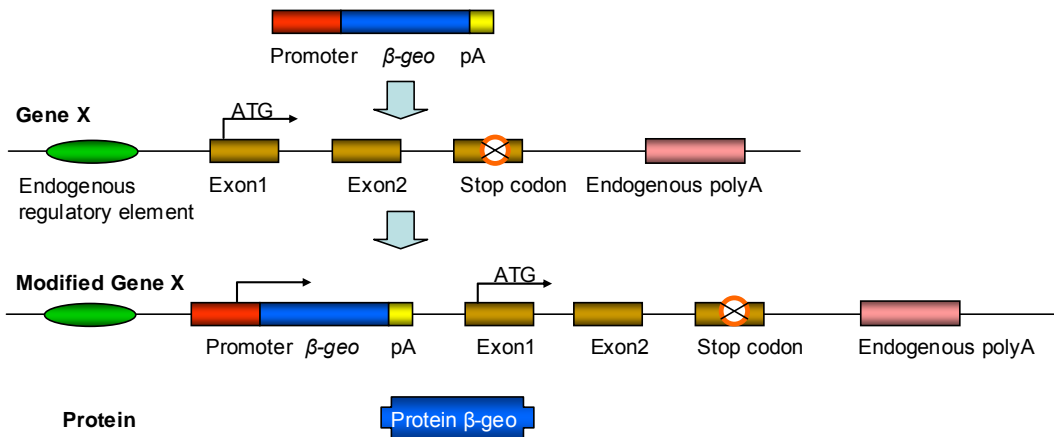 Promoter β-geo pA
Gene X
ATG
Endogenous
regulatory element
Exon1 Exon2 Stop codon Endogenous polyA
Modified Gene X
ATG
Promoter β-geo pA Exon1 Exon2 Stop codon Endogenous polyA
Protein Protein β-geo